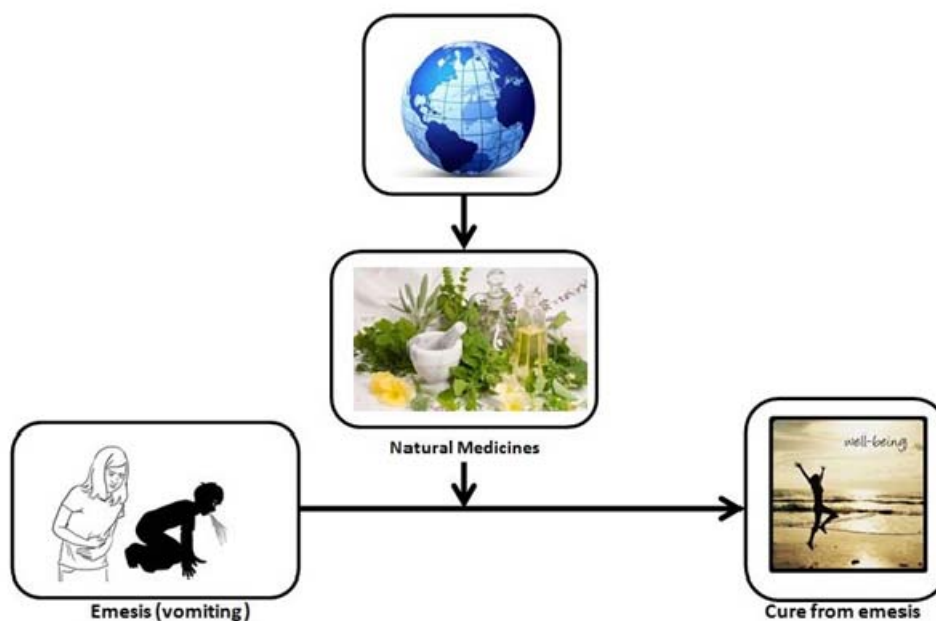 Natural Medicines
well-being
Emesis (vomiting)
Cure from emesis